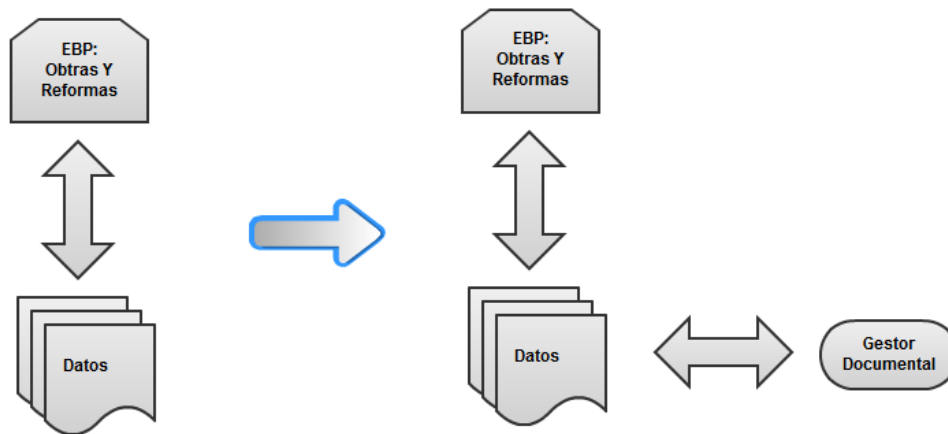 EBP:
Obtras Y
Reformas
Datos
EBP:
Obtras Y
Reformas
Datos
Gestor
Documental